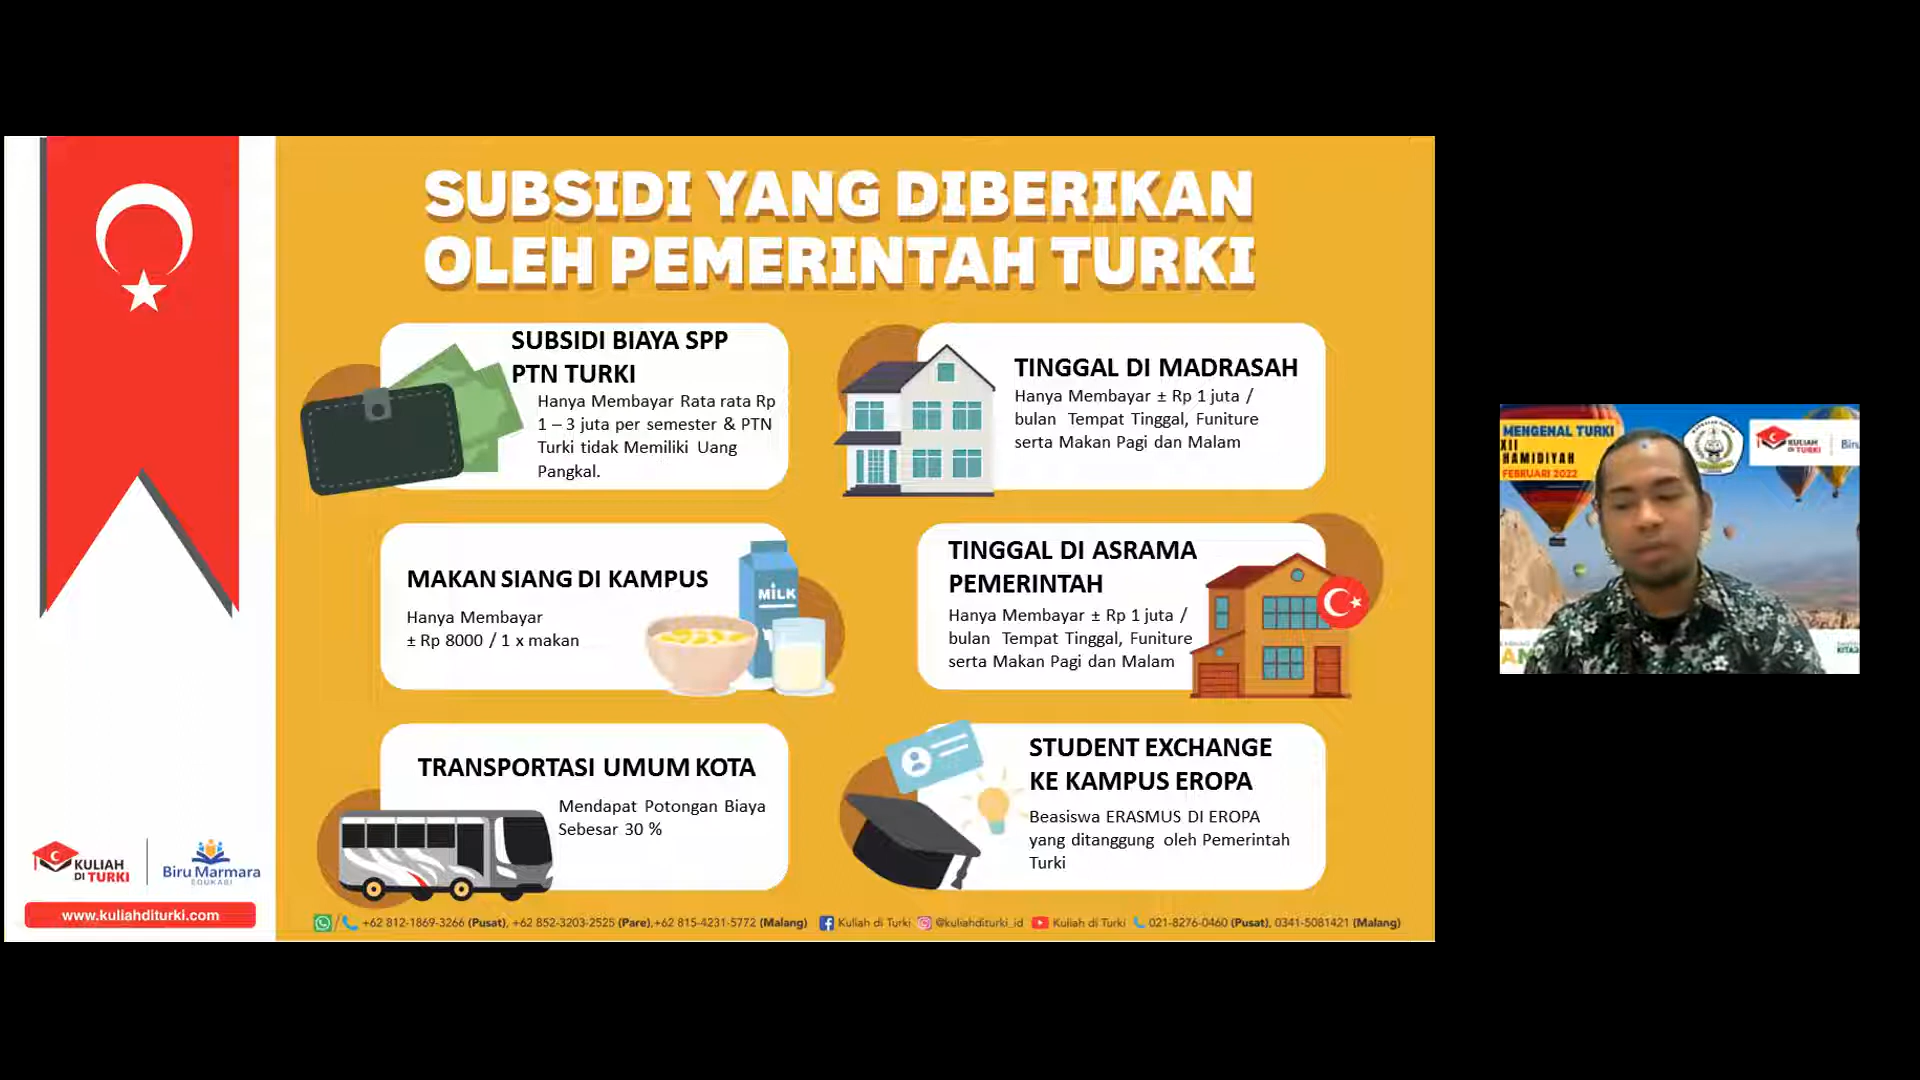 SUBSIDI YANG DIBERIKAN
OLEH PEMERINTAH TURKI
SUBSIDI BIAYA SPP
PTN TURKI
Hanya Membayar Rata rata Rp
1 – 3 juta per semester & PTN
Turki tidak Memiliki Uang
Pangkal.
TINGGAL DI MADRASAH
Hanya Membayar ± Rp 1 juta /
bulan Tempat Tinggal, Funiture
serta Makan Pagi dan Malam
MAKAN SIANG DI KAMPUS
Hanya Membayar
± Rp 8000 / 1 x makan
MILK
TINGGAL DI ASRAMA
PEMERINTAH
Hanya Membayar ± Rp 1 juta /
bulan Tempat Tinggal, Funiture
serta Makan Pagi dan Malam
TRANSPORTASI UMUM KOTA
Mendapat Potongan Biaya
Sebesar 30 %
STUDENT EXCHANGE
KE KAMPUS EROPA
Beasiswa ERASMUS DI EROPA
yang ditanggung oleh Pemerintah
Turki
KULIAH
DI TURKI
Biru Marmara
EDUKASI
www.kuliahditurki.com
+62 812-1869-3266 (Pusat), +62 852-3203-2525 (Pare),+62 815-4231-5772 (Malang) Kuliah di Turki @kuliahditurki_id Kuliah di Turki 021-8276-0460 (Pusat), 0341-5081421 (Malang)
MENGENAL TURKI
XII
HAMIDIYAH
FEBRUARI 2022
KULIAH
DI TURKI
Biru